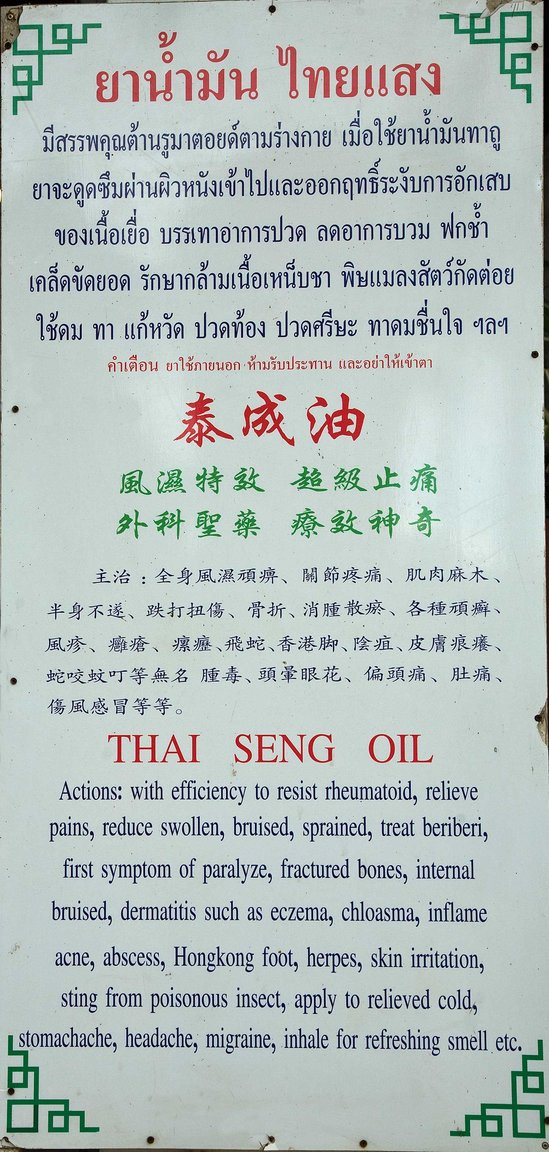 ยาน้ำมัน ไทยแสง
มีสรรพคุณต้านรูมาตอยด์ตามร่างกาย เมื่อใช้ยาน้ำมันทาถู
ยาจะดูดซึมผ่านผิวหนังเข้าไปและออกฤทธิ์ระงับการอักเสบ
ของเนื้อเยื่อ บรรเทาอาการปวด ลดอาการบวม ฟกช้ำ
เคล็ดขัดยอด รักษากล้ามเนื้อเหน็บชา พิษแมลงสัตว์กัดต่อย
ใช้ดม ทา แก้หวัด ปวดท้อง ปวดศรีษะ ทาดมชื่นใจ ฯลฯ
คำเตือน ยาใช้ภายนอก ห้ามรับประทาน และอย่าให้เข้าตา
泰成油
風濕特效 超級止痛
外科聖藥 療效神奇
主治：全身風濕頑痹、關節疼痛、肌肉麻木、
半身不遂、跌打扭傷、骨折、消腫散瘀、各種頑癬、
風疹、癰瘡、瘰癧、飛蛇、香港脚、陰疽、皮膚痕癢、
蛇咬蚊叮等無名 腫毒、頭暈眼花、偏頭痛、肚痛、
傷風感冒等等。
THAI SENG OIL
Actions: with efficiency to resist rheumatoid, relieve
pains, reduce swollen, bruised, sprained, treat beriberi,
first symptom of paralyze, fractured bones, internal
bruised, dermatitis such as eczema, chloasma, inflame
acne, abscess, Hongkong foot, herpes, skin irritation,
sting from poisonous insect, apply to relieved cold,
stomachache, headache, migraine, inhale for refreshing smell etc.